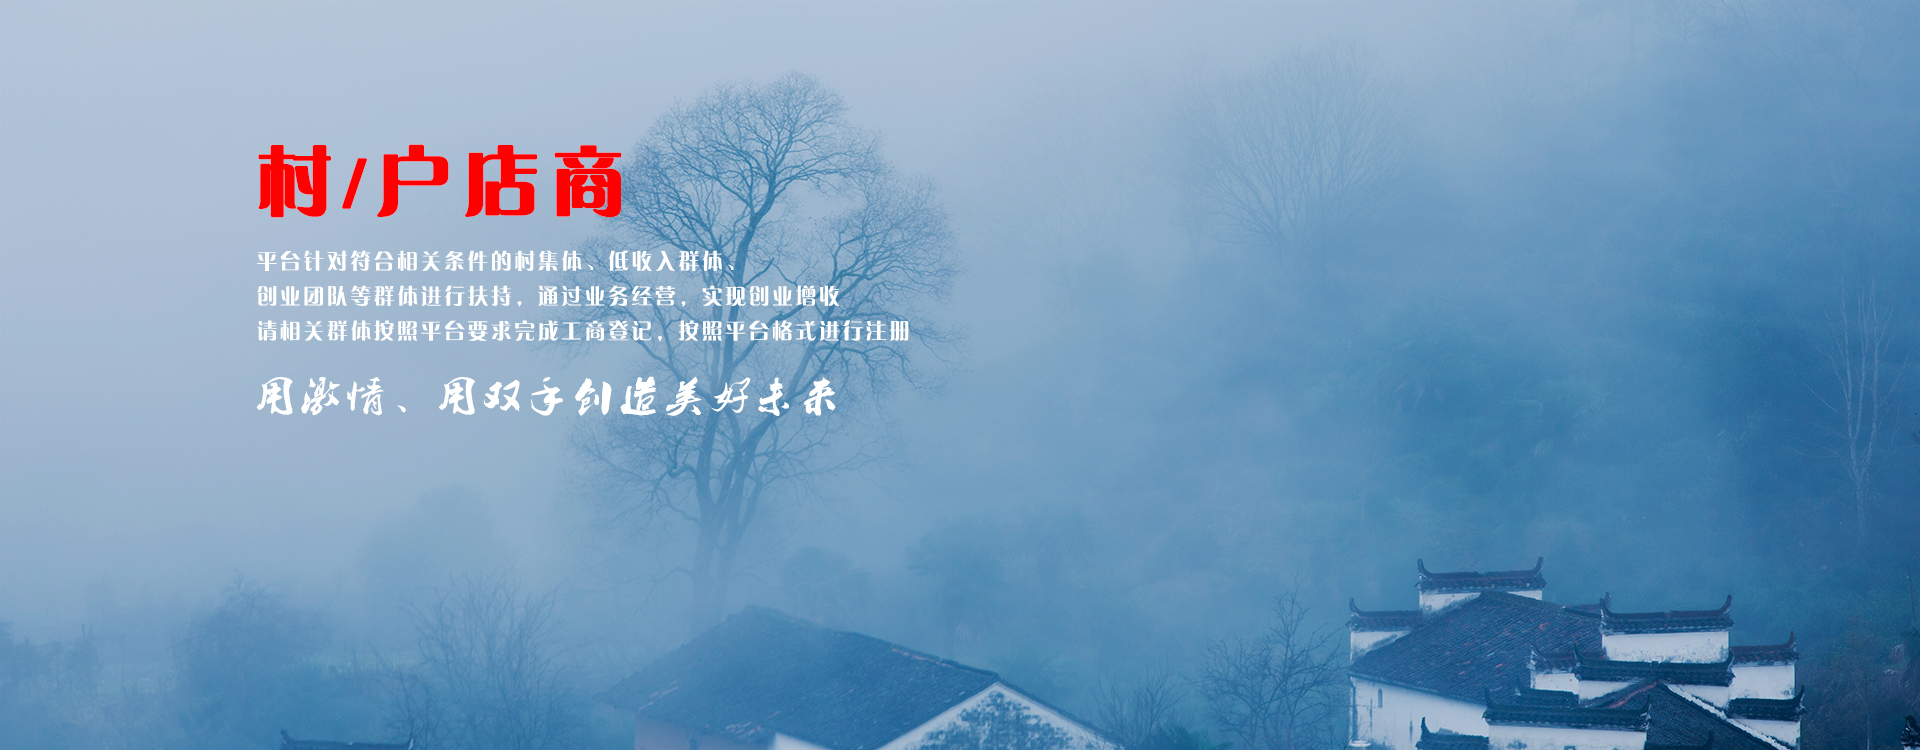 村/户店商
平台针对符合相关条件的村集体、低收入群体、
创业团队等群体进行扶持，通过业务经营，实现创业增收
请相关群体按照平台要求完成工商登记，按照平台格式进行注册
用激情、用双手创造美好未来